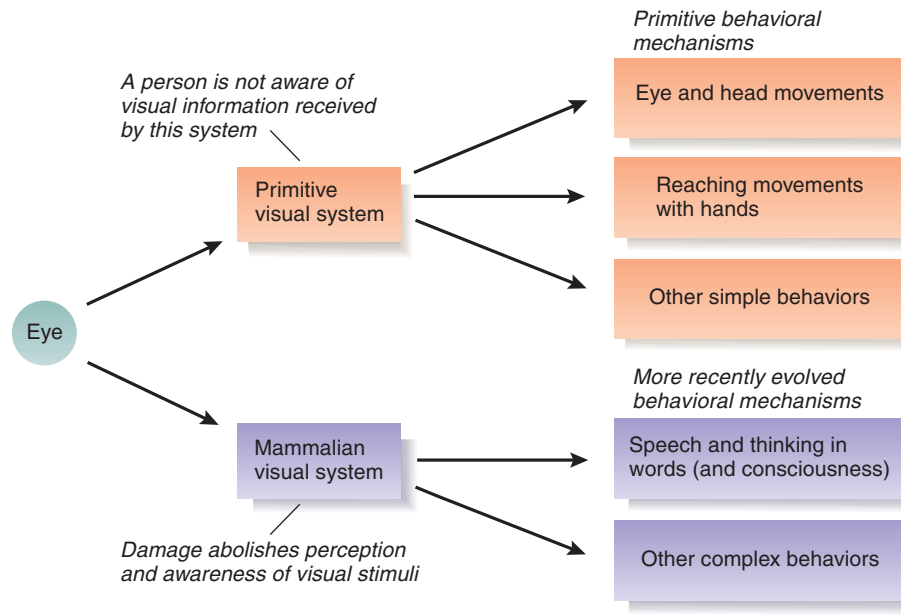 Primitive behavioral
mechanisms
A person is not aware of
visual information received
by this system
Eye and head movements
Primitive
visual system
Reaching movements
with hands
Other simple behaviors
Eye
More recently evolved
behavioral mechanisms
Mammalian
visual system
Speech and thinking in
words (and consciousness)
Damage abolishes perception
and awareness of visual stimuli
Other complex behaviors